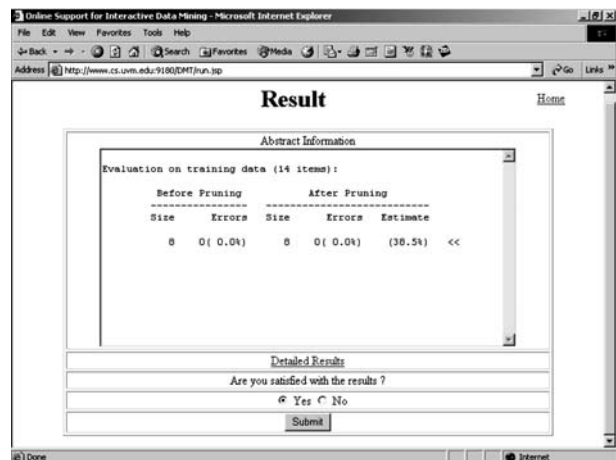 Online Support for Interactive Data Mining - Microsoft Internet Explorer
File Edit View Favorites Tools Help
Back Search Favorites Media
Address http://www.cs.uvm.edu:9180/DMT/run.jsp Go Links »
Result
Home
Abstract Information
Evaluation on training data (14 items):
Before Pruning After Pruning
---------------- ---------------------------
Size Errors Size Errors Estimate
8 0( 0.0%) 8 0( 0.0%) (38.5%) <<
Detailed Results
Are you satisfied with the results ?
Yes No
Submit
Done Internet